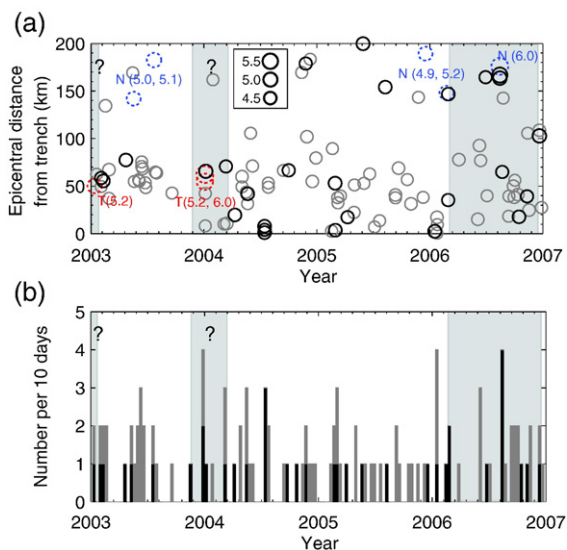 (a)
200
150
100
50
0
Epicentral distance
from trench (km)
?
?
N (5.0, 5.1)
5.5
5.0
4.5
N (4.9, 5.2)
N (6.0)
T(5.2)
T(5.2, 6.0)
2003 2004 2005 2006 2007
Year
(b)
5
4
3
2
1
0
Number per 10 days
?
?
2003 2004 2005 2006 2007
Year